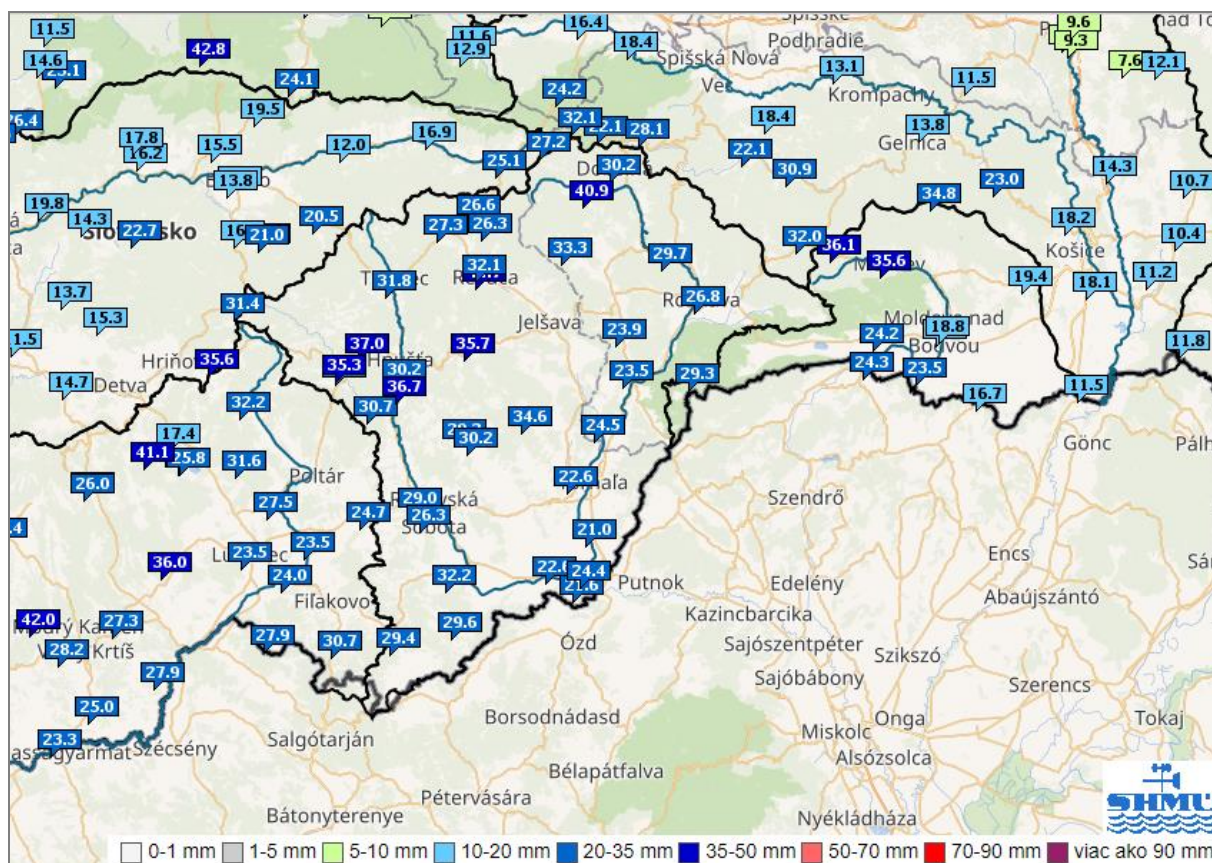 11.5
42.8
16.4
Spišské
9.6
nad To
14.6
11.6
18.4
Podhradie
9.3
12.9
Spišská Nová
7.6
12.1
24.1
13.1
11.5
Ves
Krompachy
24.2
26.4
19.5
32.1
22.1
28.1
18.4
13.8
17.8
16.2
15.5
12.0
16.9
27.2
22.1
Gelnica
25.1
30.2
30.9
14.3
13.8
40.9
34.8
23.0
10.7
19.8
14.3
20.5
26.6
18.2
22.7
21.0
27.3
26.3
33.3
29.7
32.0
36.1
Košice
10.4
32.1
35.6
11.2
13.7
31.8
26.8
19.4
18.1
15.3
31.4
Jelšava
23.9
24.2
18.8
1.5
37.0
35.7
11.8
35.6
35.3
24.3
14.7
Detva
30.2
23.5
29.3
23.5
36.7
16.7
11.5
32.2
30.7
34.6
24.5
Gönc
Pálh
17.4
41.1
25.8
31.6
30.2
26.0
Poltár
22.6
Szendrő
27.5
29.0
.4
24.7
26.3
21.0
Sobota
23.5
23.5
Encs
Sár
36.0
24.0
32.2
24.4
Putnok
Edelény
21.6
Fiľakovo
Abaújszántó
42.0
27.3
29.6
Kazincbarcika
28.2
Krtíš
27.9
30.7
29.4
Ózd
Sajószentpéter
Szikszó
27.9
Sajóbábony
Szerencs
25.0
Borsodnádasd
Onga
Tokaj
23.3
Szécsény
Salgótarján
Miskolc
Alsózsolca
Bélapátfalva
Pétervására
SHMÚ
Bátonyterenye
Nyékládháza
0-1 mm 1-5 mm 5-10 mm 10-20 mm 20-35 mm 35-50 mm 50-70 mm 70-90 mm viac ako 90 mm